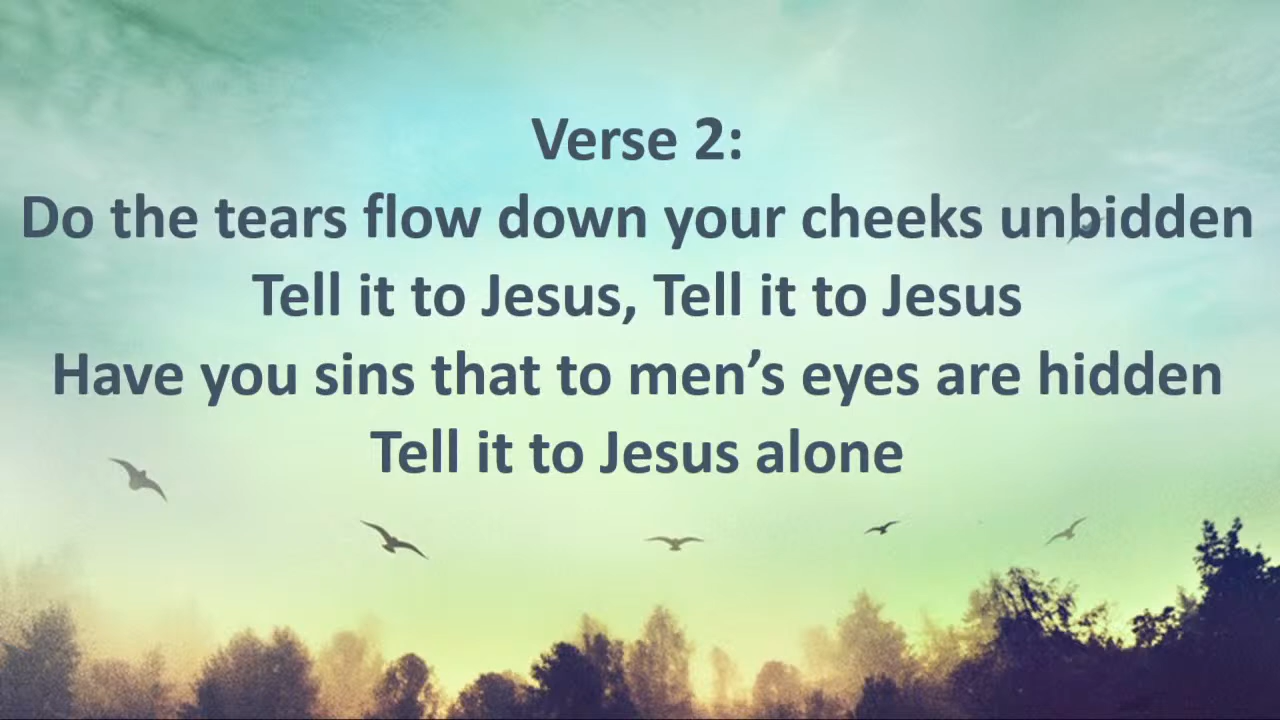 Verse 2:
Do the tears flow down your cheeks unbidden
Tell it to Jesus, Tell it to Jesus
Have you sins that to men’s eyes are hidden
Tell it to Jesus alone